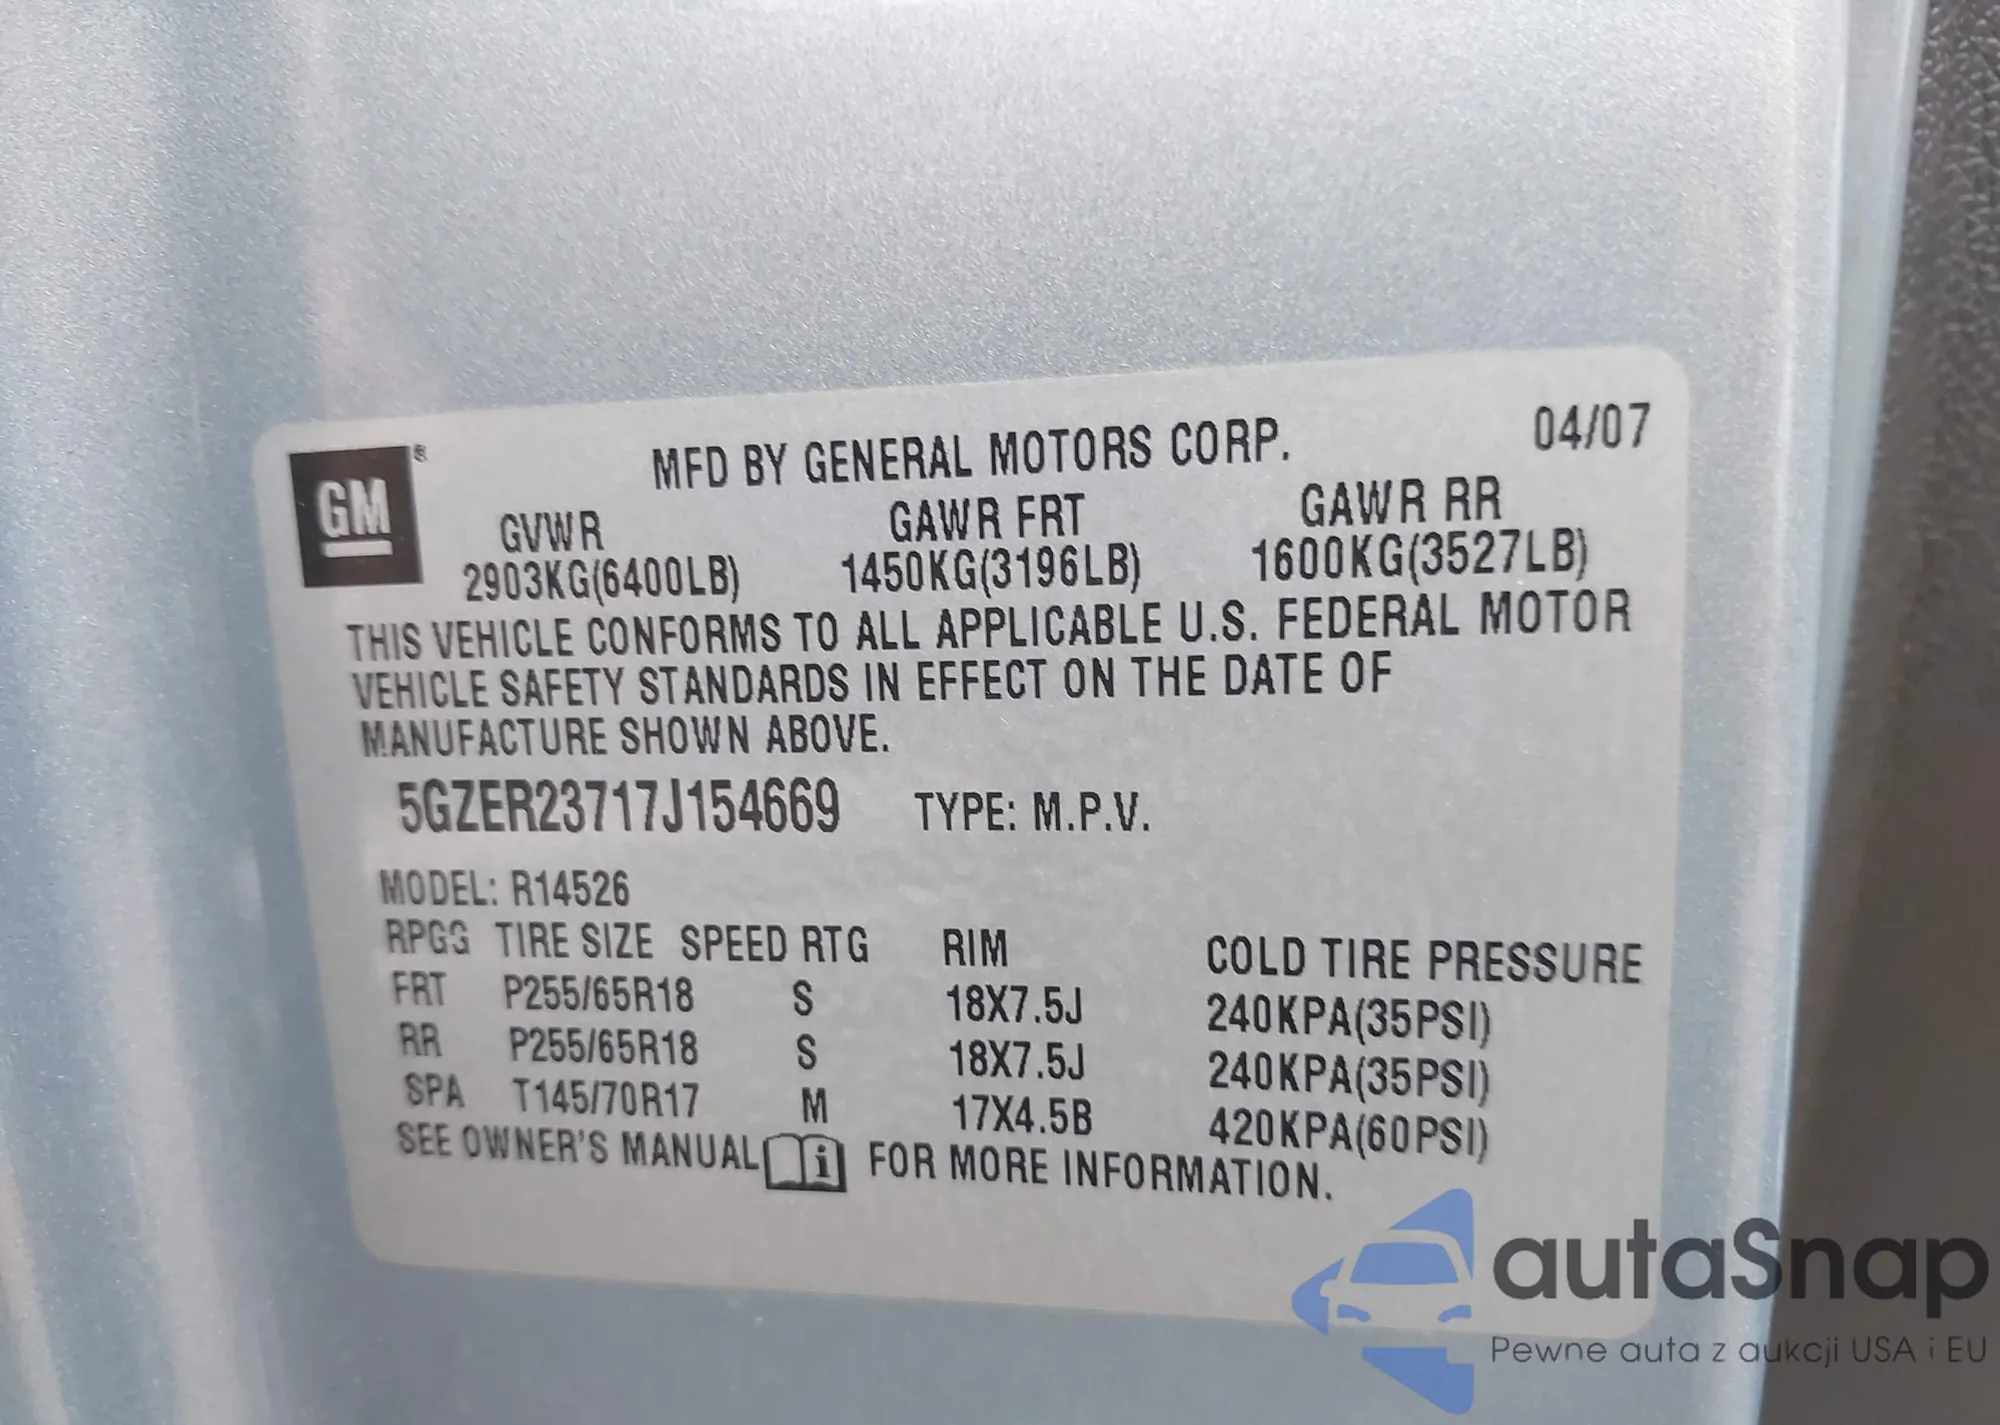 GM®
MFD BY GENERAL MOTORS CORP. 04/07
GVWR GAWR FRT GAWR RR
2903KG(6400LB) 1450KG(3196LB) 1600KG(3527LB)
THIS VEHICLE CONFORMS TO ALL APPLICABLE U.S. FEDERAL MOTOR
VEHICLE SAFETY STANDARDS IN EFFECT ON THE DATE OF
MANUFACTURE SHOWN ABOVE.
5GZER23717J154669 TYPE: M.P.V.
MODEL: R14526
RPGG TIRE SIZE SPEED RTG RIM COLD TIRE PRESSURE
FRT P255/65R18 S 18X7.5J 240KPA(35PSI)
RR P255/65R18 S 18X7.5J 240KPA(35PSI)
SPA T145/70R17 M 17X4.5B 420KPA(60PSI)
SEE OWNER'S MANUAL i FOR MORE INFORMATION.
autaSnap
Pewne auta z aukcji USA i EU